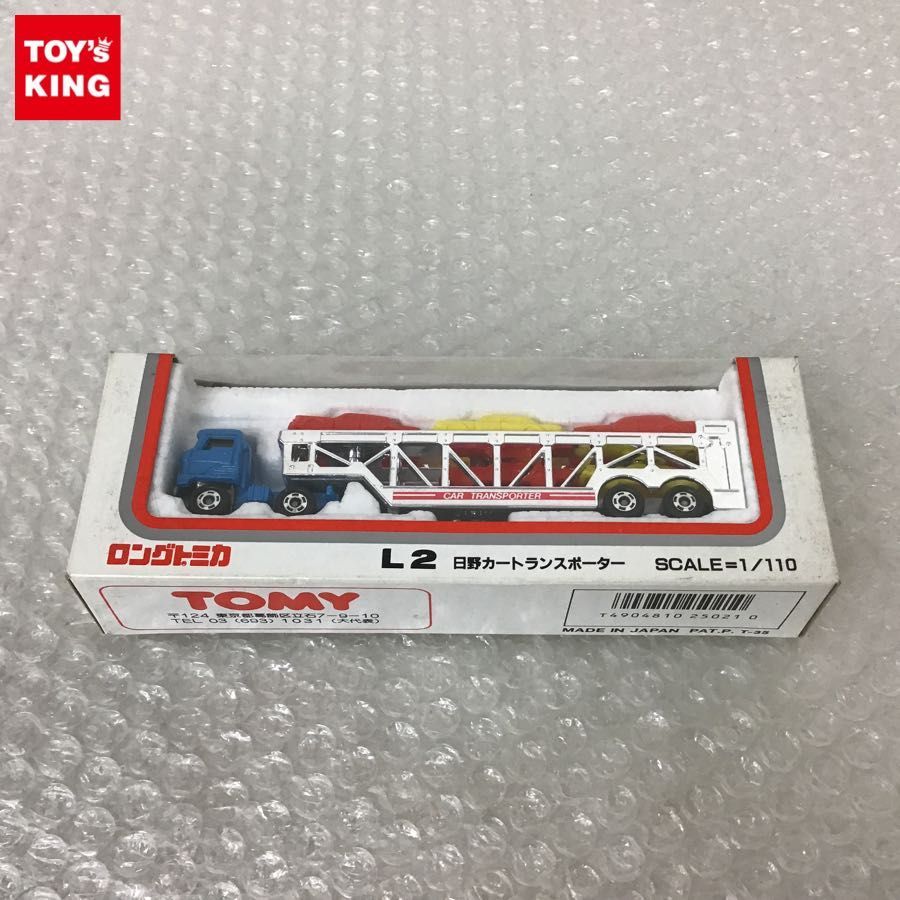 TOY's
KING
CAR TRANSPORTER
ロングトミカ L2 日野カートランスポーター SCALE=1/110
TOMY
〒124 東京都葛飾区立石7-9-10
TEL 03 (693) 1031 (大代表)
T4904810 25021 0
MADE IN JAPAN PAT.P. T-35